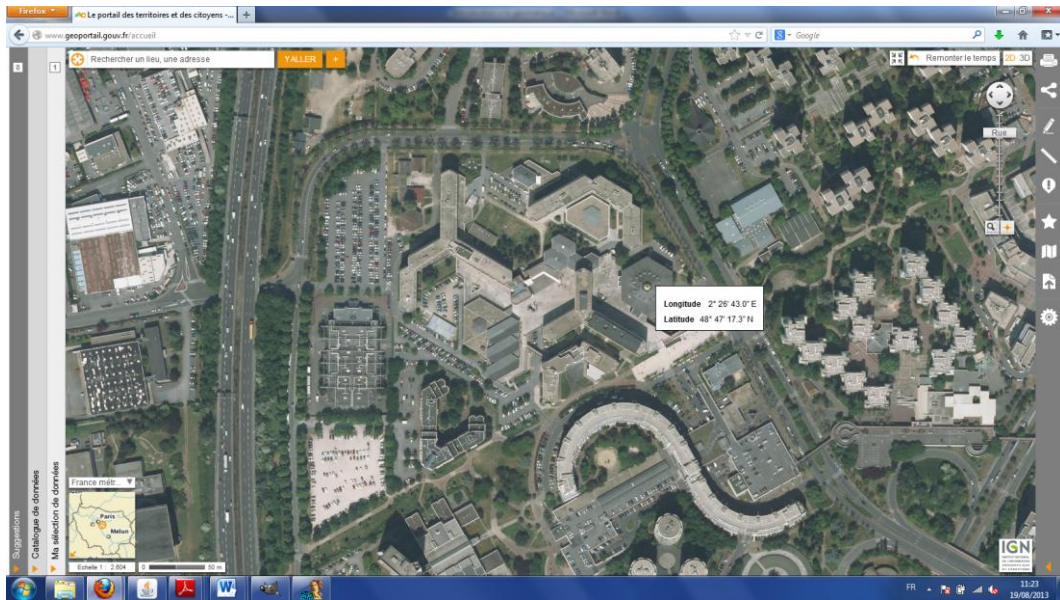 Firefox
Le portail des territoires et des citoyens -...
www.geoportail.gouv.fr/accueil
Google
8
1
Rechercher un lieu, une adresse
Y ALLER
+
Remonter le temps
2D 3D
Rue
Longitude 2° 26' 43.0" E
Latitude 48° 47' 17.3" N
Suggestions
Catalogue de données
Ma sélection de données
France métr...
Paris
Melun
Echelle 1 : 2 604
0
50 m
IGN
FR
11:23
19/08/2013